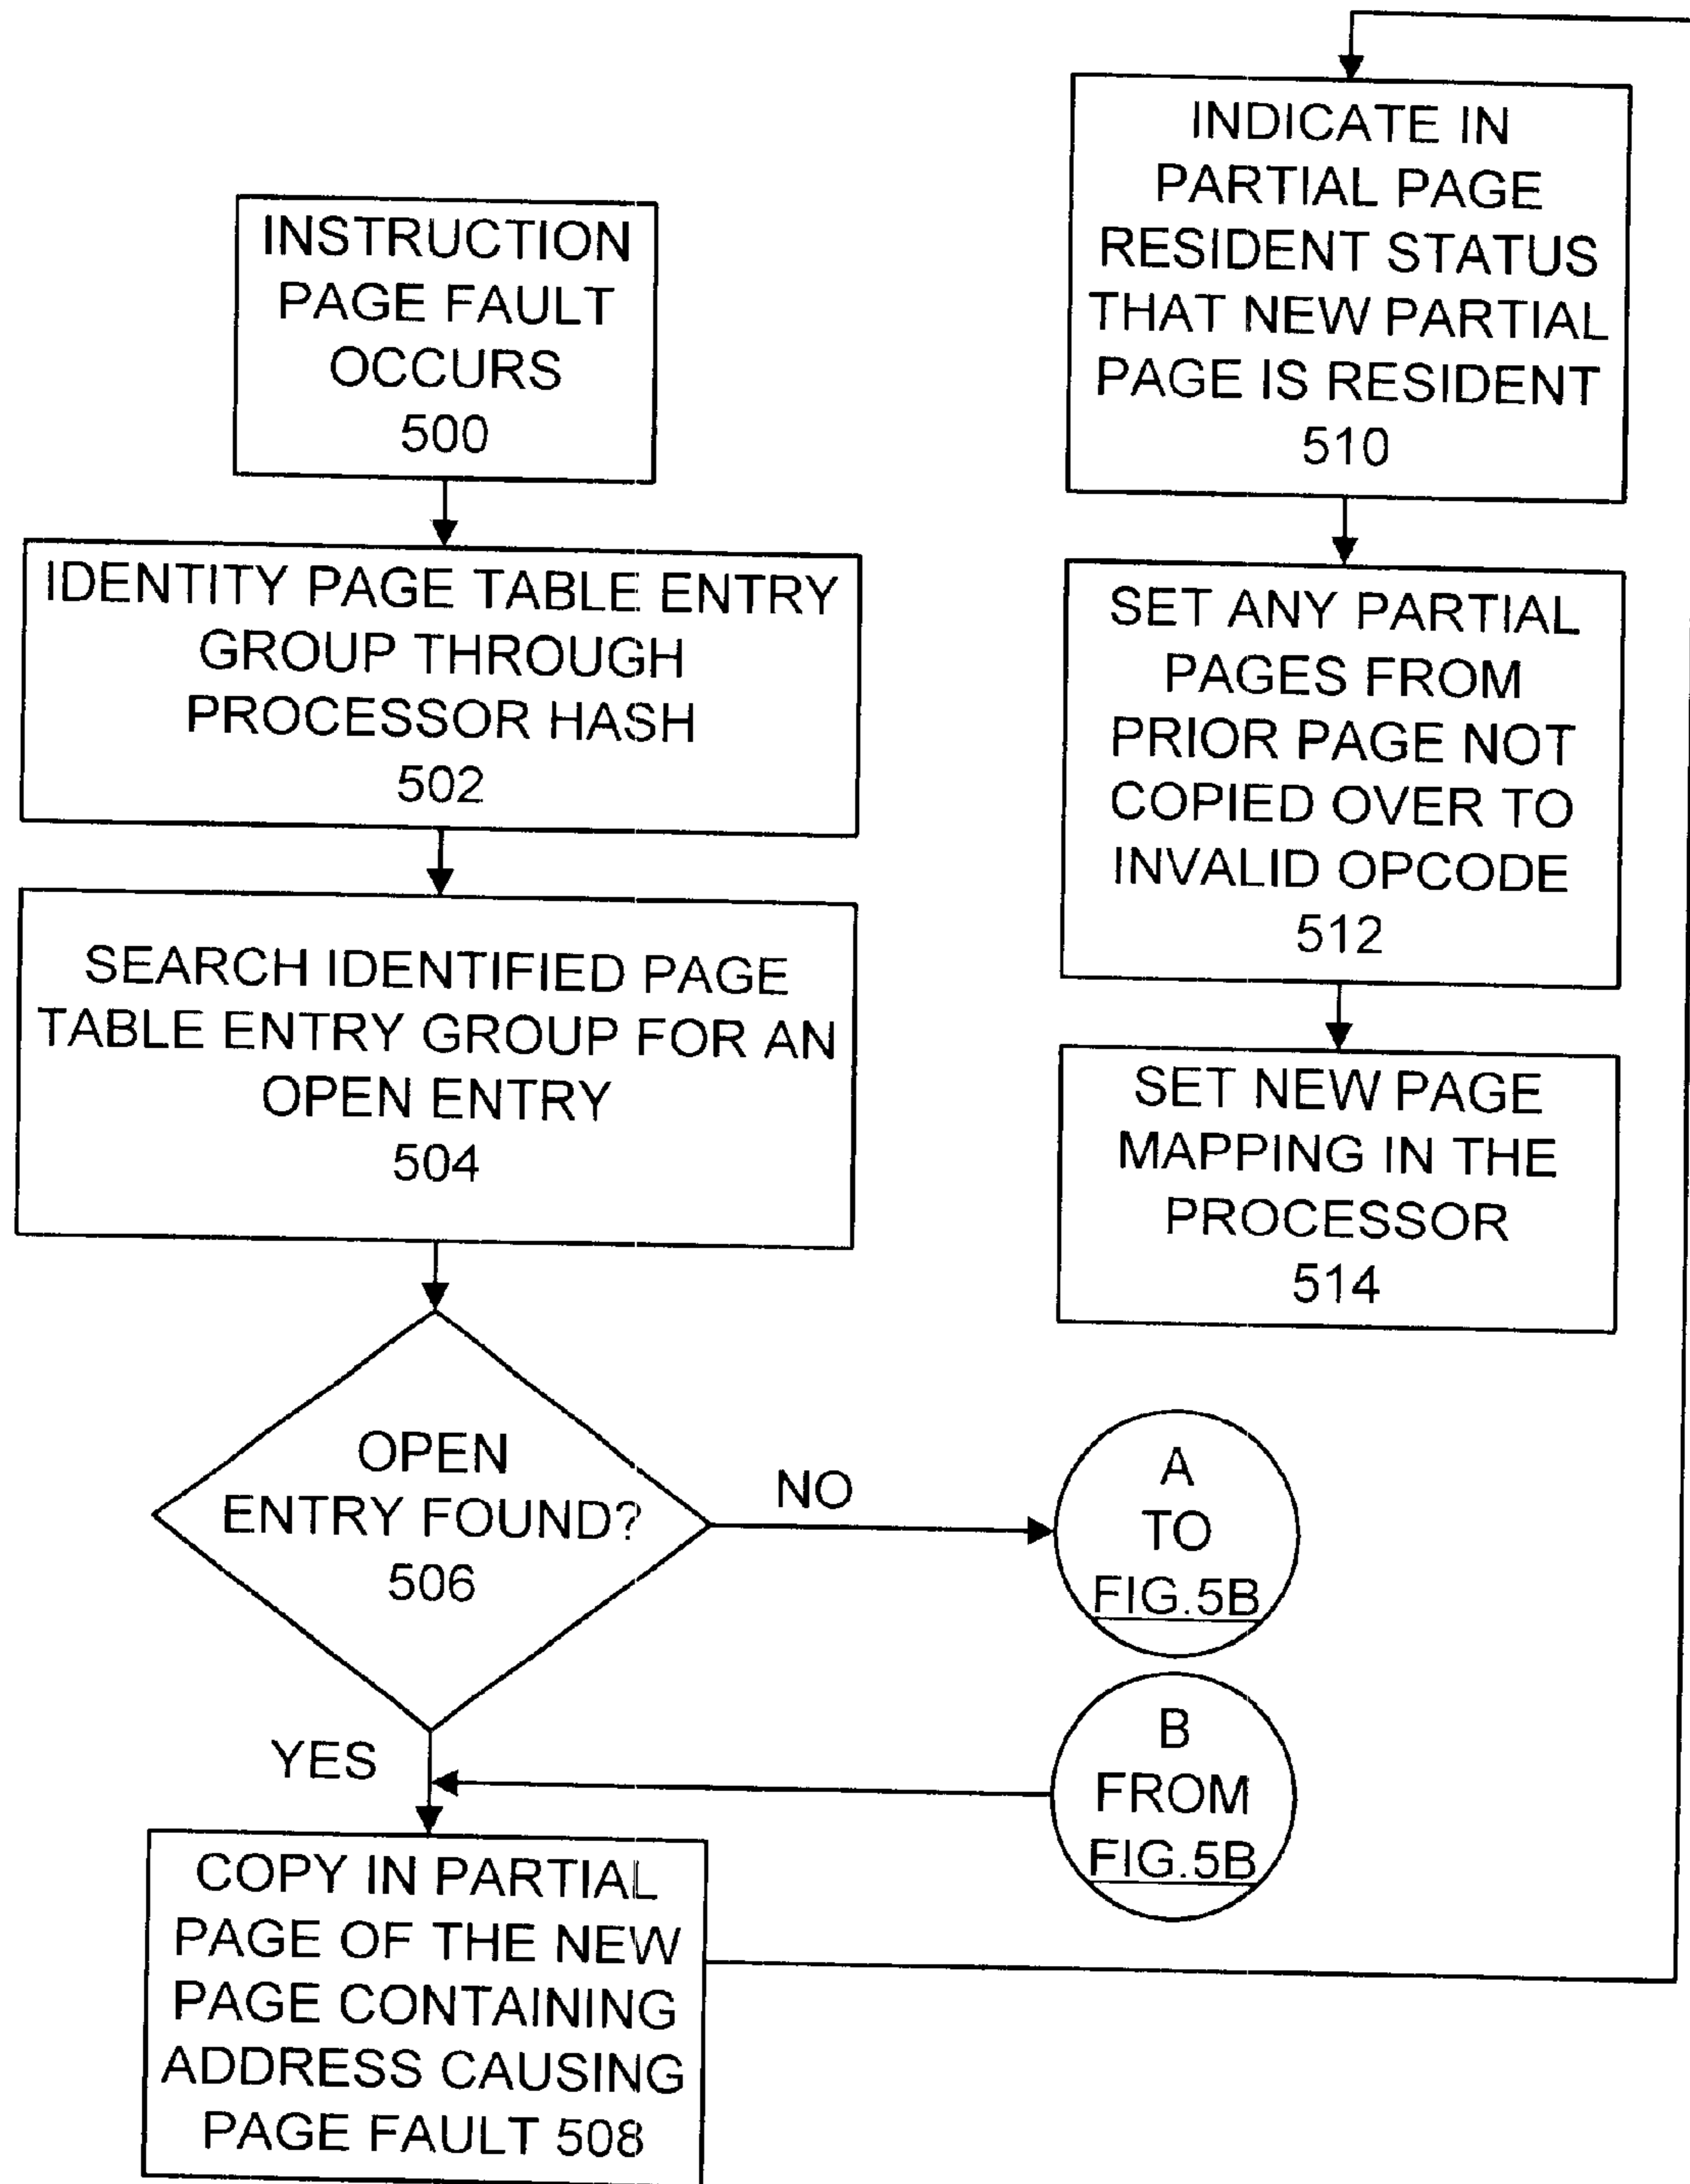 INSTRUCTION
PAGE FAULT
OCCURS
500
IDENTITY PAGE TABLE ENTRY
GROUP THROUGH
PROCESSOR HASH
502
SEARCH IDENTIFIED PAGE
TABLE ENTRY GROUP FOR AN
OPEN ENTRY
504
OPEN
ENTRY FOUND?
506
NO
A
TO
FIG.5B
YES
B
FROM
FIG.5B
COPY IN PARTIAL
PAGE OF THE NEW
PAGE CONTAINING
ADDRESS CAUSING
PAGE FAULT 508
INDICATE IN
PARTIAL PAGE
RESIDENT STATUS
THAT NEW PARTIAL
PAGE IS RESIDENT
510
SET ANY PARTIAL
PAGES FROM
PRIOR PAGE NOT
COPIED OVER TO
INVALID OPCODE
512
SET NEW PAGE
MAPPING IN THE
PROCESSOR
514